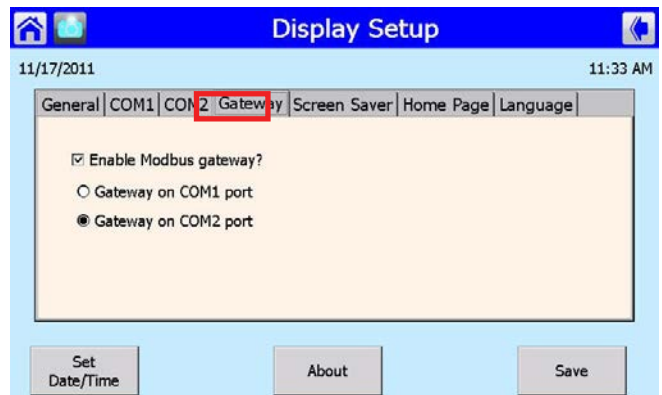 Display Setup
11/17/2011 11:33 AM
General COM1 COM2 Gateway Screen Saver Home Page Language
Enable Modbus gateway?
Gateway on COM1 port
Gateway on COM2 port
Set
Date/Time
About
Save